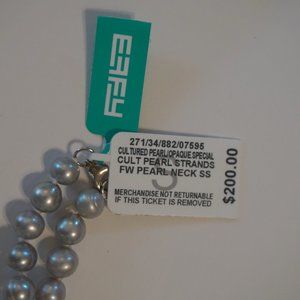 EFFY
271/34/882/07595
CULTURED PEARL/OPAQUE SPECIAL
CULT PEARL STRANDS
FW PEARL NECK SS
S
MERCHANDISE NOT RETURNABLE
IF THIS TICKET IS REMOVED
$200.00